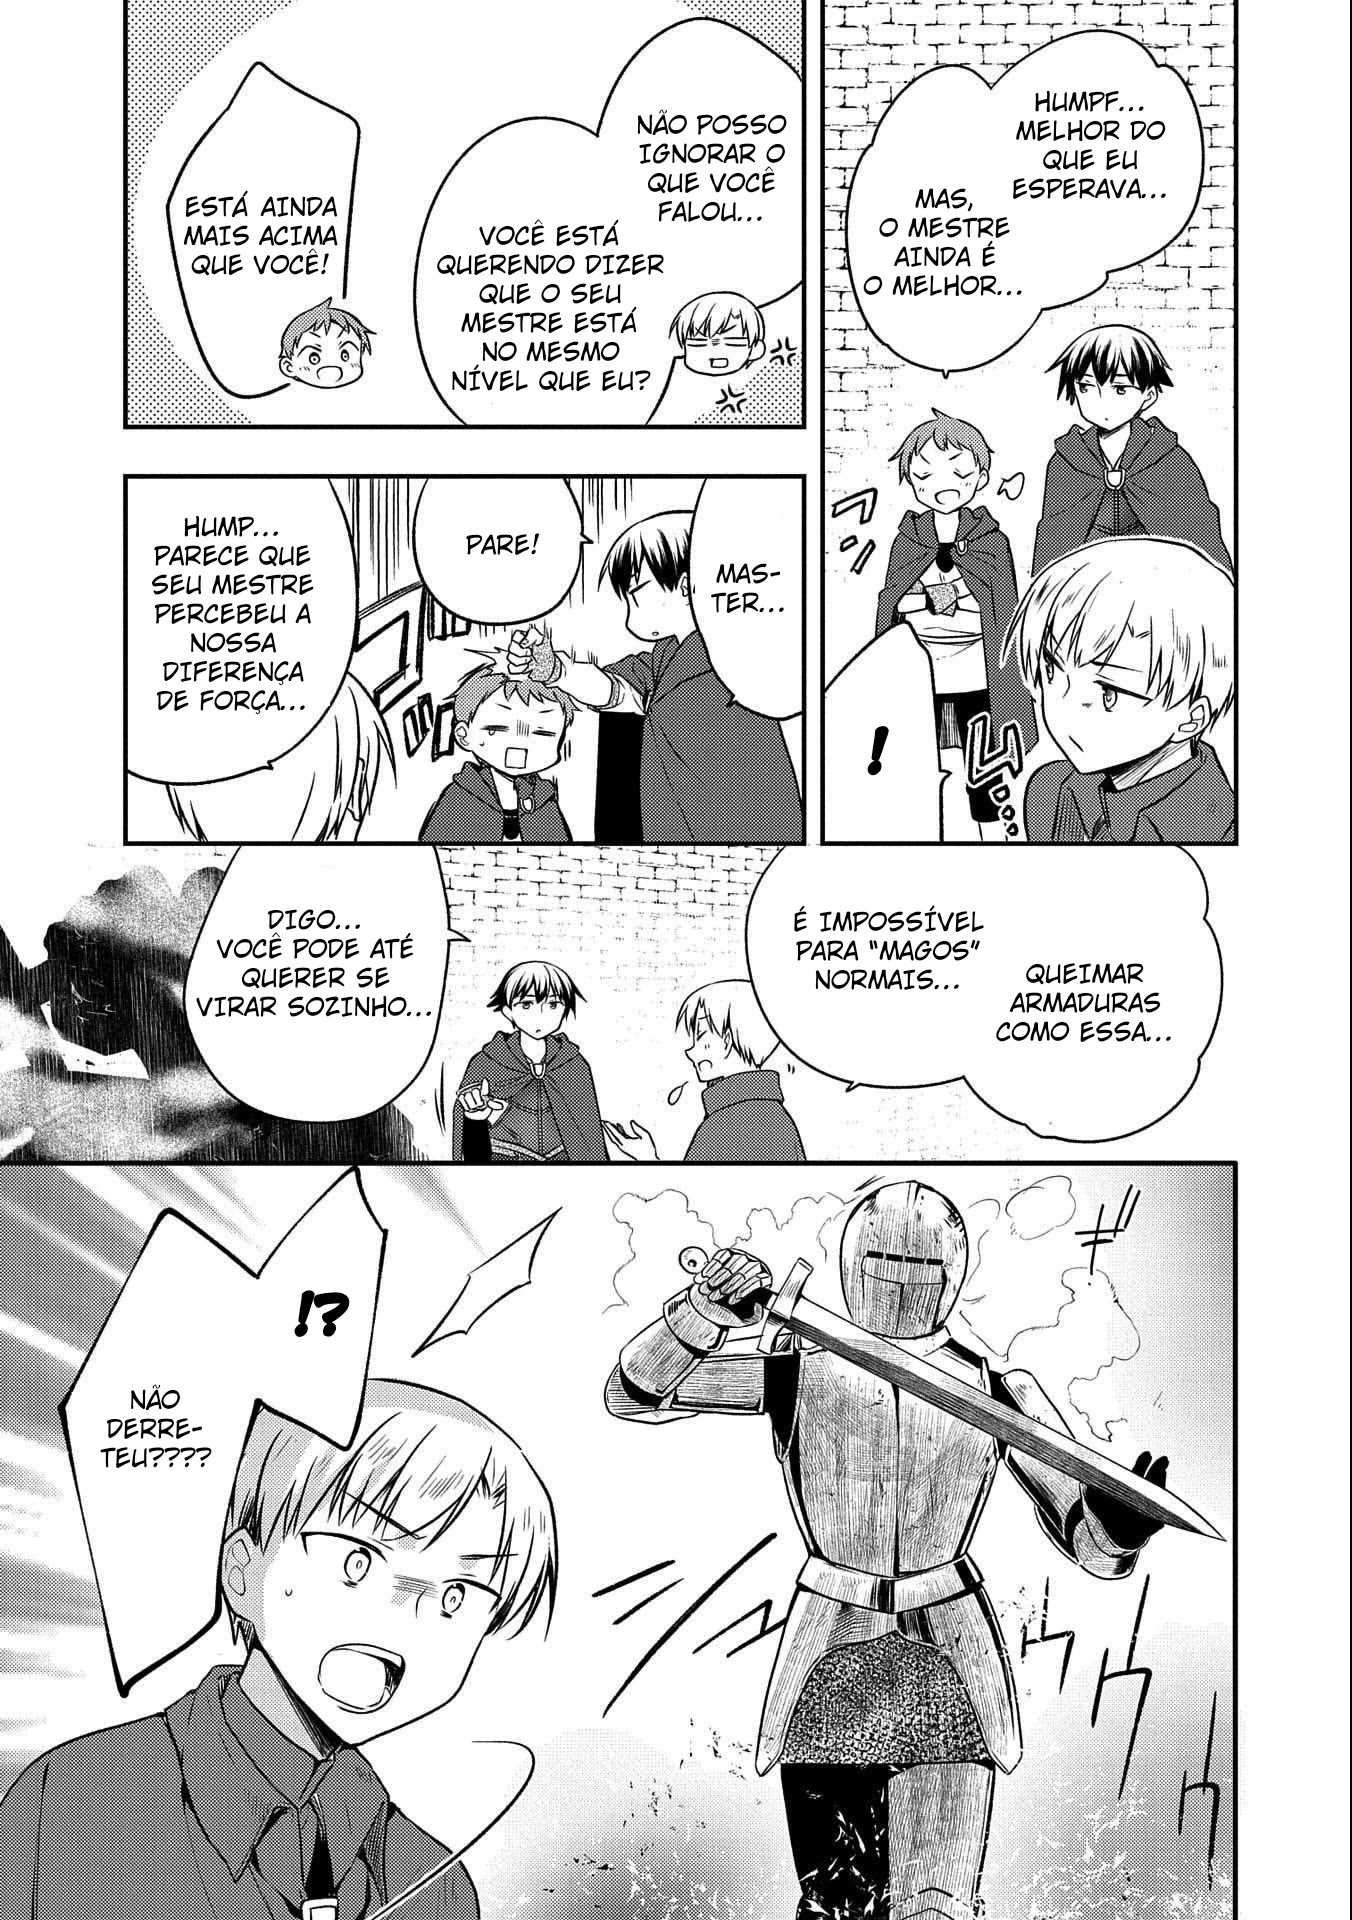 HUMPF...
MELHOR DO
QUE EU
ESPERAVA...
MAS,
O MESTRE
AINDA É
O MELHOR...
!
NÃO POSSO
IGNORAR O
QUE VOCÊ
FALOU...
VOCÊ ESTÁ
QUERENDO DIZER
QUE O SEU
MESTRE ESTÁ
NO MESMO
NÍVEL QUE EU?
ESTÁ AINDA
MAIS ACIMA
QUE VOCÊ!
MAS-
TER...
PARE!
HUMP...
PARECE QUE
SEU MESTRE
PERCEBEU A
NOSSA
DIFERENÇA
DE FORÇA...
QUEIMAR
ARMADURAS
COMO ESSA...
É IMPOSSÍVEL
PARA “MAGOS”
NORMAIS...
DIGO...
VOCÊ PODE ATÉ
QUERER SE
VIRAR SOZINHO...
!?
NÃO
DERRE-
TEU????